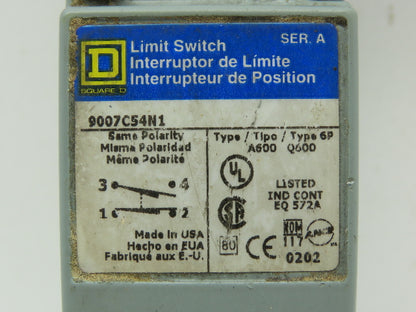 SER. A
D
SQUARE D
Limit Switch
Interruptor de Límite
Interrupteur de Position
9007C54N1
Same Polarity
Misma Polaridad
Même Polarité
3 4
1 2
Made in USA
Hecho en EUA
Fabriqué aux E.-U.
Type / Tipo / Type 6P
A600 Q600
UL
LISTED
IND CONT
EQ 572A
SA
80
CE
NOM
117
0202